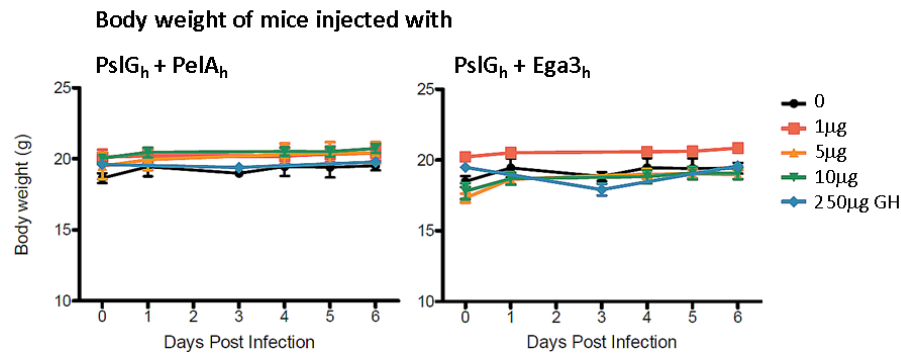 Body weight of mice injected with
PslGₕ + PelAₕ
PslGₕ + Ega3ₕ
Body weight (g)
25
20
15
10
0 1 2 3 4 5 6
Days Post Infection
25
20
15
10
0 1 2 3 4 5 6
Days Post Infection
0
1µg
5µg
10µg
250µg GH